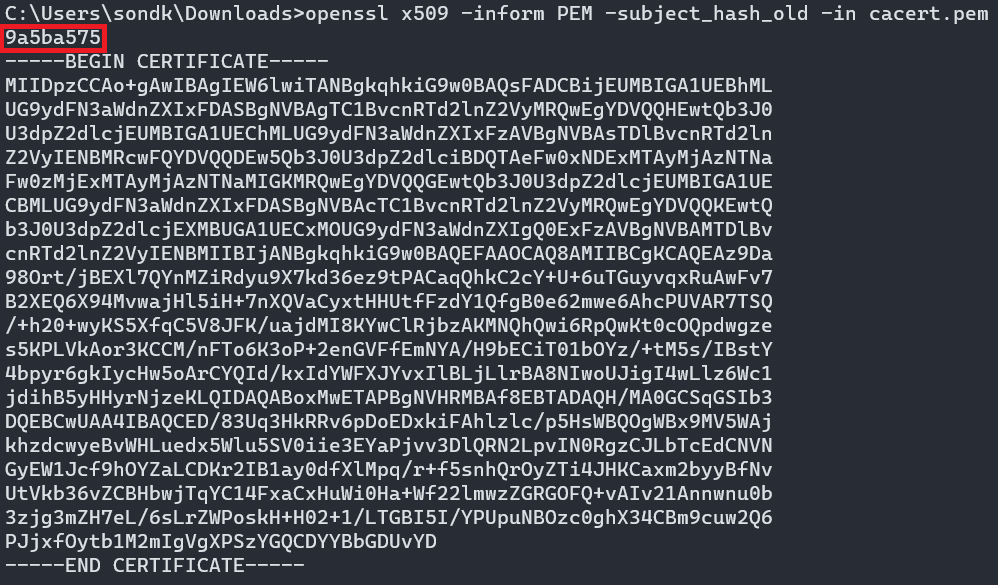 C:\Users\sondk\Downloads>openssl x509 -inform PEM -subject_hash_old -in cacert.pem
9a5ba575
-----BEGIN CERTIFICATE-----
MIIDpzCCAo+gAwIBAgIEW6lwiTANBgkqhkiG9w0BAQsFADCBijEUMBIGA1UEBhML
UG9ydFN3aWdnZXIxFDASBgNVBAgTC1BvcnRTd2lnZ2VyMRQwEgYDVQQHEwtQb3J0
U3dpZ2dlcjEUMBIGA1UEChMLUG9ydFN3aWdnZXIxFzAVBgNVBAsTDlBvcnRTd2ln
Z2VyIENBMRcwFQYDVQQDEw5Qb3J0U3dpZ2dlciBDQTAeFw0xNDExMTAyMjAzNTNa
Fw0zMjExMTAyMjAzNTNaMIGKMRQwEgYDVQQGEwtQb3J0U3dpZ2dlcjEUMBIGA1UE
CBMLUG9ydFN3aWdnZXIxFDASBgNVBAcTC1BvcnRTd2lnZ2VyMRQwEgYDVQQKEwtQ
b3J0U3dpZ2dlcjEXMBUGA1UECxMOUG9ydFN3aWdnZXIgQ0ExFzAVBgNVBAMTDlBv
cnRTd2lnZ2VyIENBMIIBIjANBgkqhkiG9w0BAQEFAAOCAQ8AMIIBCgKCAQEAz9Da
98Ort/jBEXl7QYnMZiRdyu9X7kd36ez9tPACaqQhkC2cY+U+6uTGuyvqxRuAwFv7
B2XEQ6X94MvwajHl5iH+7nXQVaCyxtHHUtfFzdY1QfgB0e62mwe6AhcPUVAR7TSQ
/+h20+wyKS5XfqC5V8JFK/uajdMI8KYwClRjbzAKMNQhQwi6RpQwKt0cOQpdwgze
s5KPLVkAor3KCCM/nFTo6K3oP+2enGVFfEmNYA/H9bECiT01bOYz/+tM5s/IBstY
4bpyr6gkIycHw5oArCYQId/kxIdYWFXJYvxIlBLjLlrBA8NIwoUJigI4wLlz6Wc1
jdihB5yHHyrNjzeKLQIDAQABoxMwETAPBgNVHRMBAf8EBTADAQH/MA0GCSqGSIb3
DQEBCwUAA4IBAQCED/83Uq3HkRRv6pDoEDxkiFAhlzlc/p5HsWBQOgWBx9MV5WAj
khzdcwyeBvWHLuedx5Wlu5SV0iie3EYaPjvv3DlQRN2LpvIN0RgzCJLbTcEdCNVN
GyEW1Jcf9hOYZaLCDKr2IB1ay0dfXlMpq/r+f5snhQrOyZTi4JHKCaxm2byyBfNv
UtVkb36vZCBHbwjTqYC14FxaCxHuWi0Ha+Wf22lmwzZGRGOFQ+vAIv21Annwnu0b
3zjg3mZH7eL/6sLrZWPoskH+H02+1/LTGBI5I/YPUpuNBOzc0ghX34CBm9cuw2Q6
PJjxfOytb1M2mIgVgXPSzYGQCDYYBbGDUvYD
-----END CERTIFICATE-----